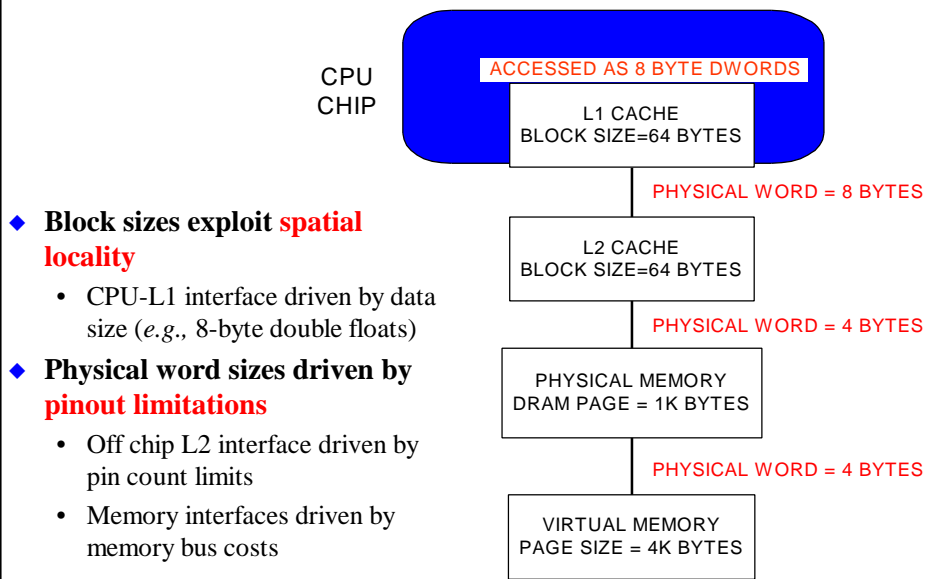 CPU
CHIP
ACCESSED AS 8 BYTE DWORDS
L1 CACHE
BLOCK SIZE=64 BYTES
PHYSICAL WORD = 8 BYTES
L2 CACHE
BLOCK SIZE=64 BYTES
PHYSICAL WORD = 4 BYTES
PHYSICAL MEMORY
DRAM PAGE = 1K BYTES
PHYSICAL WORD = 4 BYTES
VIRTUAL MEMORY
PAGE SIZE = 4K BYTES
◆ Block sizes exploit spatial
locality
• CPU-L1 interface driven by data
size (e.g., 8-byte double floats)
◆ Physical word sizes driven by
pinout limitations
• Off chip L2 interface driven by
pin count limits
• Memory interfaces driven by
memory bus costs